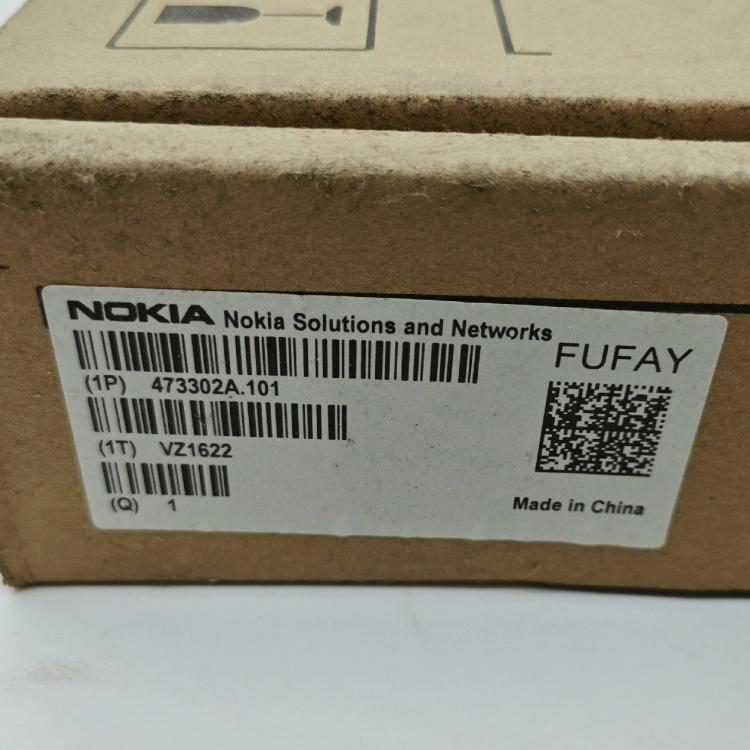 NOKIA Nokia Solutions and Networks
FUFAY
(1P) 473302A.101
(1T) VZ1622
(Q) 1
Made in China